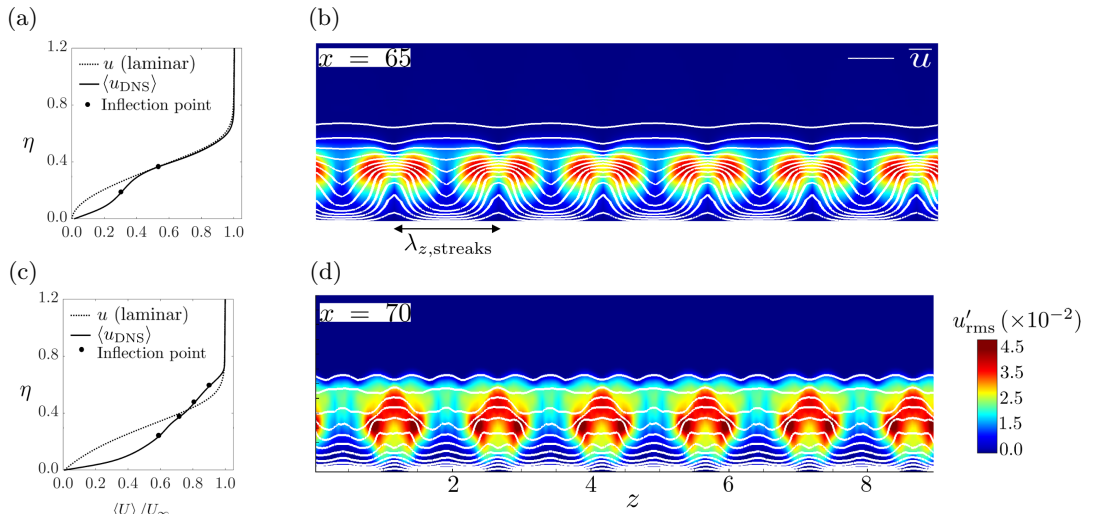 (a)
1.2
0.8
0.4
0.0
η
u (laminar)
⟨u_DNS⟩
Inflection point
0.0 0.2 0.4 0.6 0.8 1.0
(b)
x = 65
u̅
λ_z,streaks
(c)
1.2
0.8
0.4
0.0
η
u (laminar)
⟨u_DNS⟩
Inflection point
0.0 0.2 0.4 0.6 0.8 1.0
⟨U⟩/U_∞
(d)
x = 70
2 4 6 8
z
u′_rms (×10⁻²)
4.5
3.5
2.5
1.5
0.0